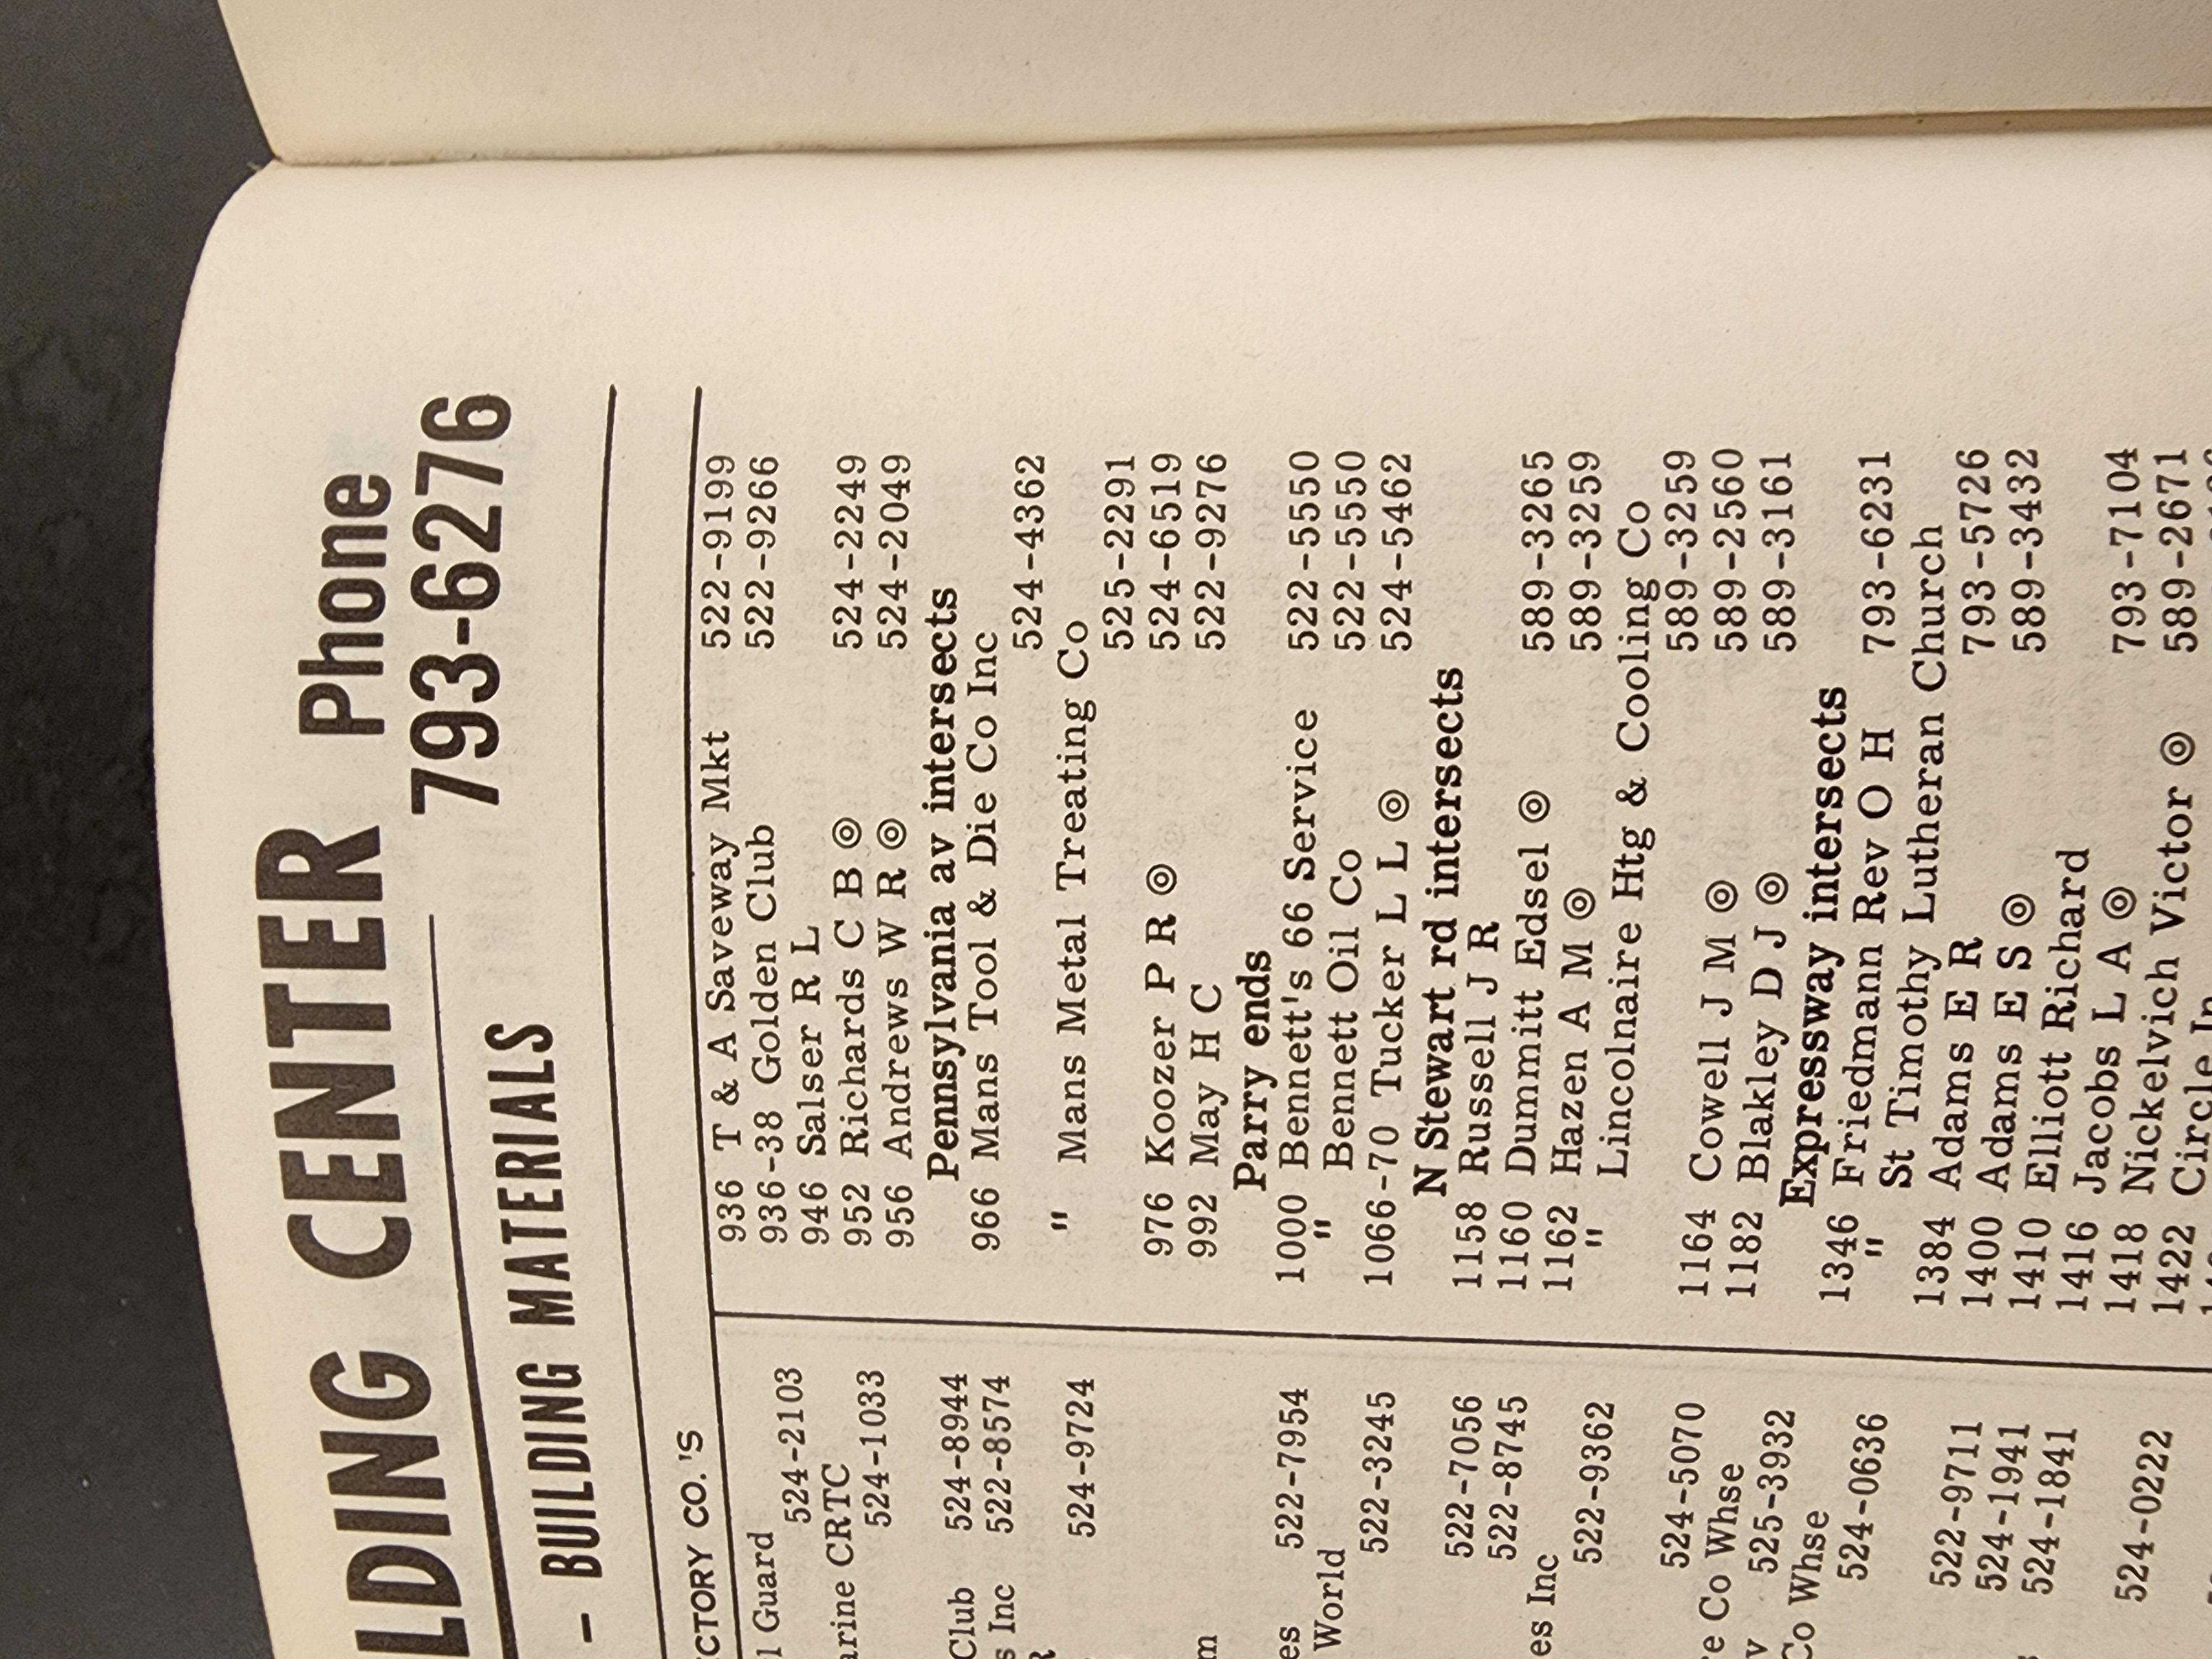 LDING CENTER Phone
793-6276
– BUILDING MATERIALS
CTORY CO.'S
Guard
524-2103
CRTC
524-1033
Club 524-8944
Inc 522-8574
524-9724
522-7954
World
522-3245
522-7056
522-8745
Inc
522-9362
524-5070
Co Whse
525-3932
Co Whse
524-0636
522-9711
524-1941
524-1841
524-0222
936 T & A Saveway Mkt 522-9199
936-38 Golden Club 522-9266
946 Salser R L
952 Richards C B ◎ 524-2249
956 Andrews W R ◎ 524-2049
Pennsylvania av intersects
966 Mans Tool & Die Co Inc
524-4362
" Mans Metal Treating Co
525-2291
976 Koozer P R ◎ 524-6519
992 May H C 522-9276
Parry ends
1000 Bennett's 66 Service 522-5550
" Bennett Oil Co 522-5550
1066-70 Tucker L L ◎ 524-5462
N Stewart rd intersects
1158 Russell J R
1160 Dummitt Edsel ◎ 589-3265
1162 Hazen A M ◎ 589-3259
" Lincolnaire Htg & Cooling Co
589-3259
1164 Cowell J M ◎ 589-2560
1182 Blakley D J ◎ 589-3161
Expressway intersects
1346 Friedmann Rev O H 793-6231
" St Timothy Lutheran Church
1384 Adams E R 793-5726
1400 Adams E S ◎ 589-3432
1410 Elliott Richard
1416 Jacobs L A ◎ 793-7104
1418 Nickelvich Victor ◎ 589-2671
1422 Circle In